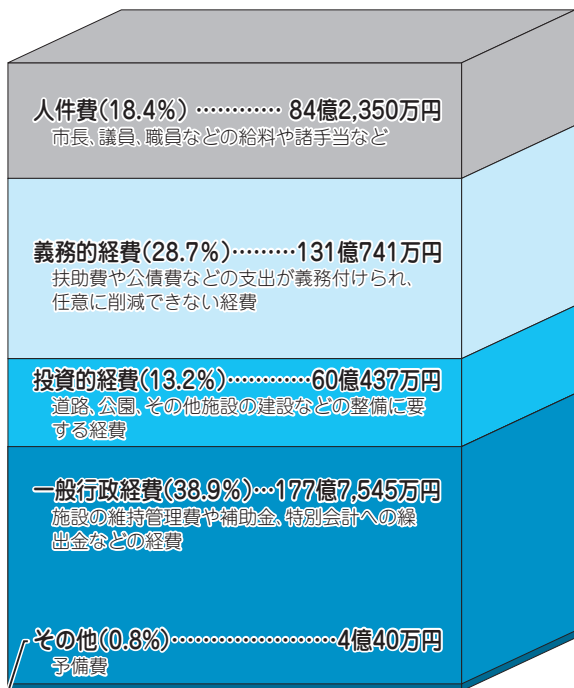 人件費(18.4%) ………… 84億2,350万円
市長、議員、職員などの給料や諸手当など
義務的経費(28.7%)………131億741万円
扶助費や公債費などの支出が義務付けられ、
任意に削減できない経費
投資的経費(13.2%)…………60億437万円
道路、公園、その他施設の建設などの整備に要
する経費
一般行政経費(38.9%)…177億7,545万円
施設の維持管理費や補助金、特別会計への繰
出金などの経費
その他(0.8%)…………………4億40万円
予備費